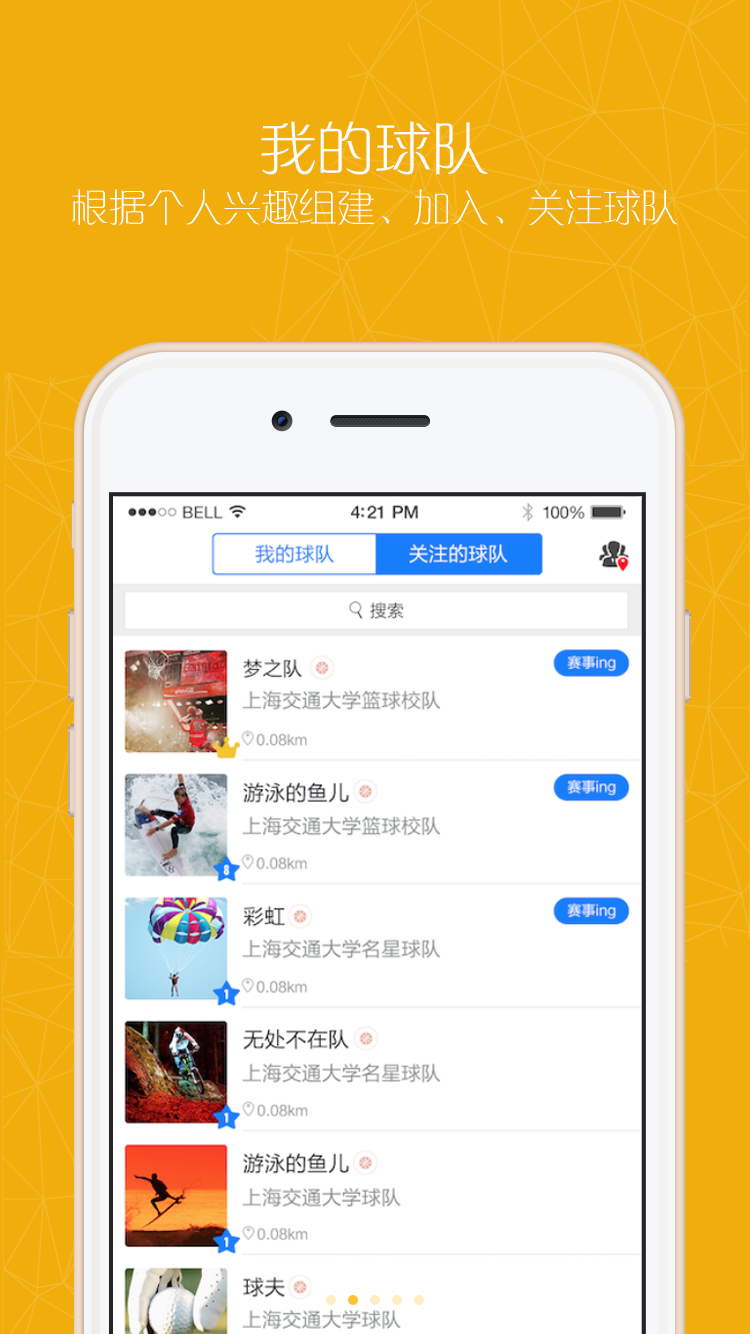 我的球队
根据个人兴趣组建、加入、关注球队
BELL 4:21 PM 100%
我的球队 关注的球队
搜索
梦之队 赛事ing
上海交通大学篮球校队
0.08km
游泳的鱼儿 赛事ing
上海交通大学篮球校队
8 0.08km
彩虹 赛事ing
上海交通大学名星球队
1 0.08km
无处不在队
上海交通大学名星球队
1 0.08km
游泳的鱼儿
上海交通大学球队
1 0.08km
球夫
上海交通大学球队